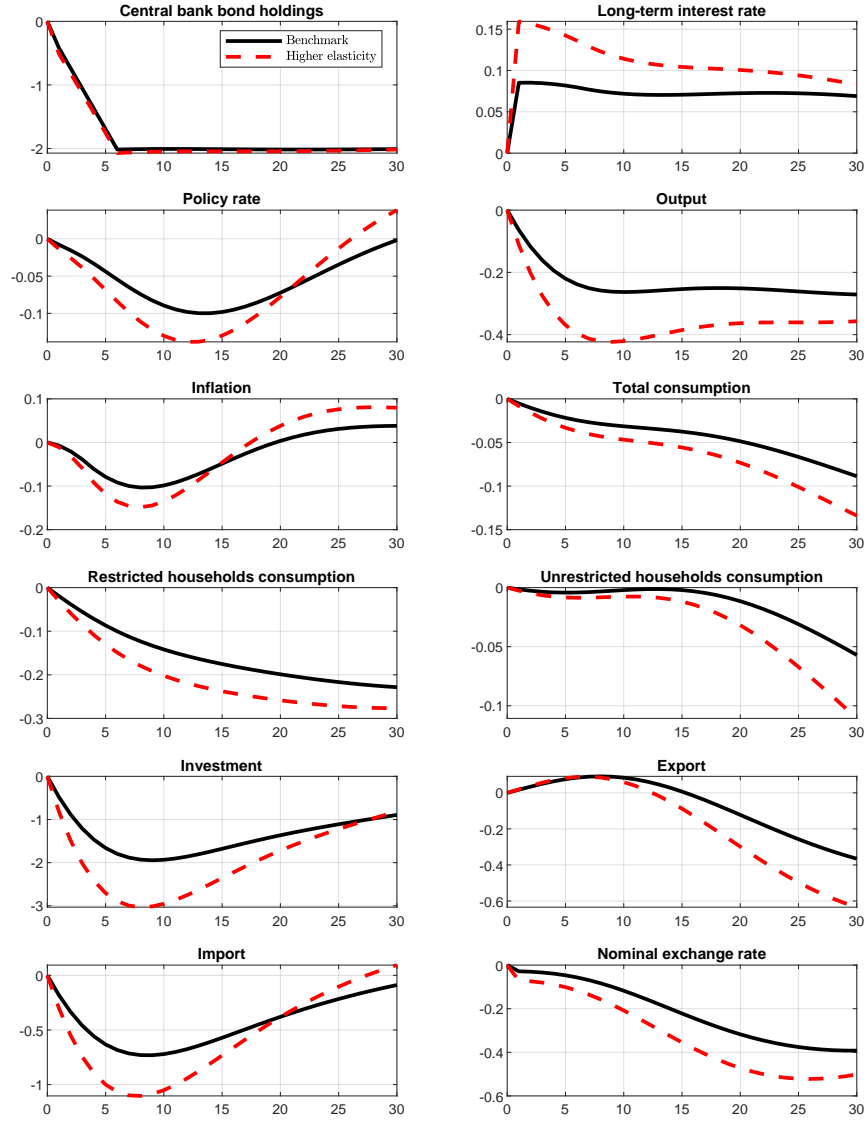 Central bank bond holdings
0
-1
-2
0 5 10 15 20 25 30
Benchmark
Higher elasticity
Long-term interest rate
0.15
0.1
0.05
0
0 5 10 15 20 25 30
Policy rate
0
-0.05
-0.1
0 5 10 15 20 25 30
Output
0
-0.2
-0.4
0 5 10 15 20 25 30
Inflation
0.1
0
-0.1
-0.2
0 5 10 15 20 25 30
Total consumption
0
-0.05
-0.1
-0.15
0 5 10 15 20 25 30
Restricted households consumption
0
-0.1
-0.2
-0.3
0 5 10 15 20 25 30
Unrestricted households consumption
0
-0.05
-0.1
0 5 10 15 20 25 30
Investment
0
-1
-2
-3
0 5 10 15 20 25 30
Export
0
-0.2
-0.4
-0.6
0 5 10 15 20 25 30
Import
0
-0.5
-1
0 5 10 15 20 25 30
Nominal exchange rate
0
-0.2
-0.4
-0.6
0 5 10 15 20 25 30